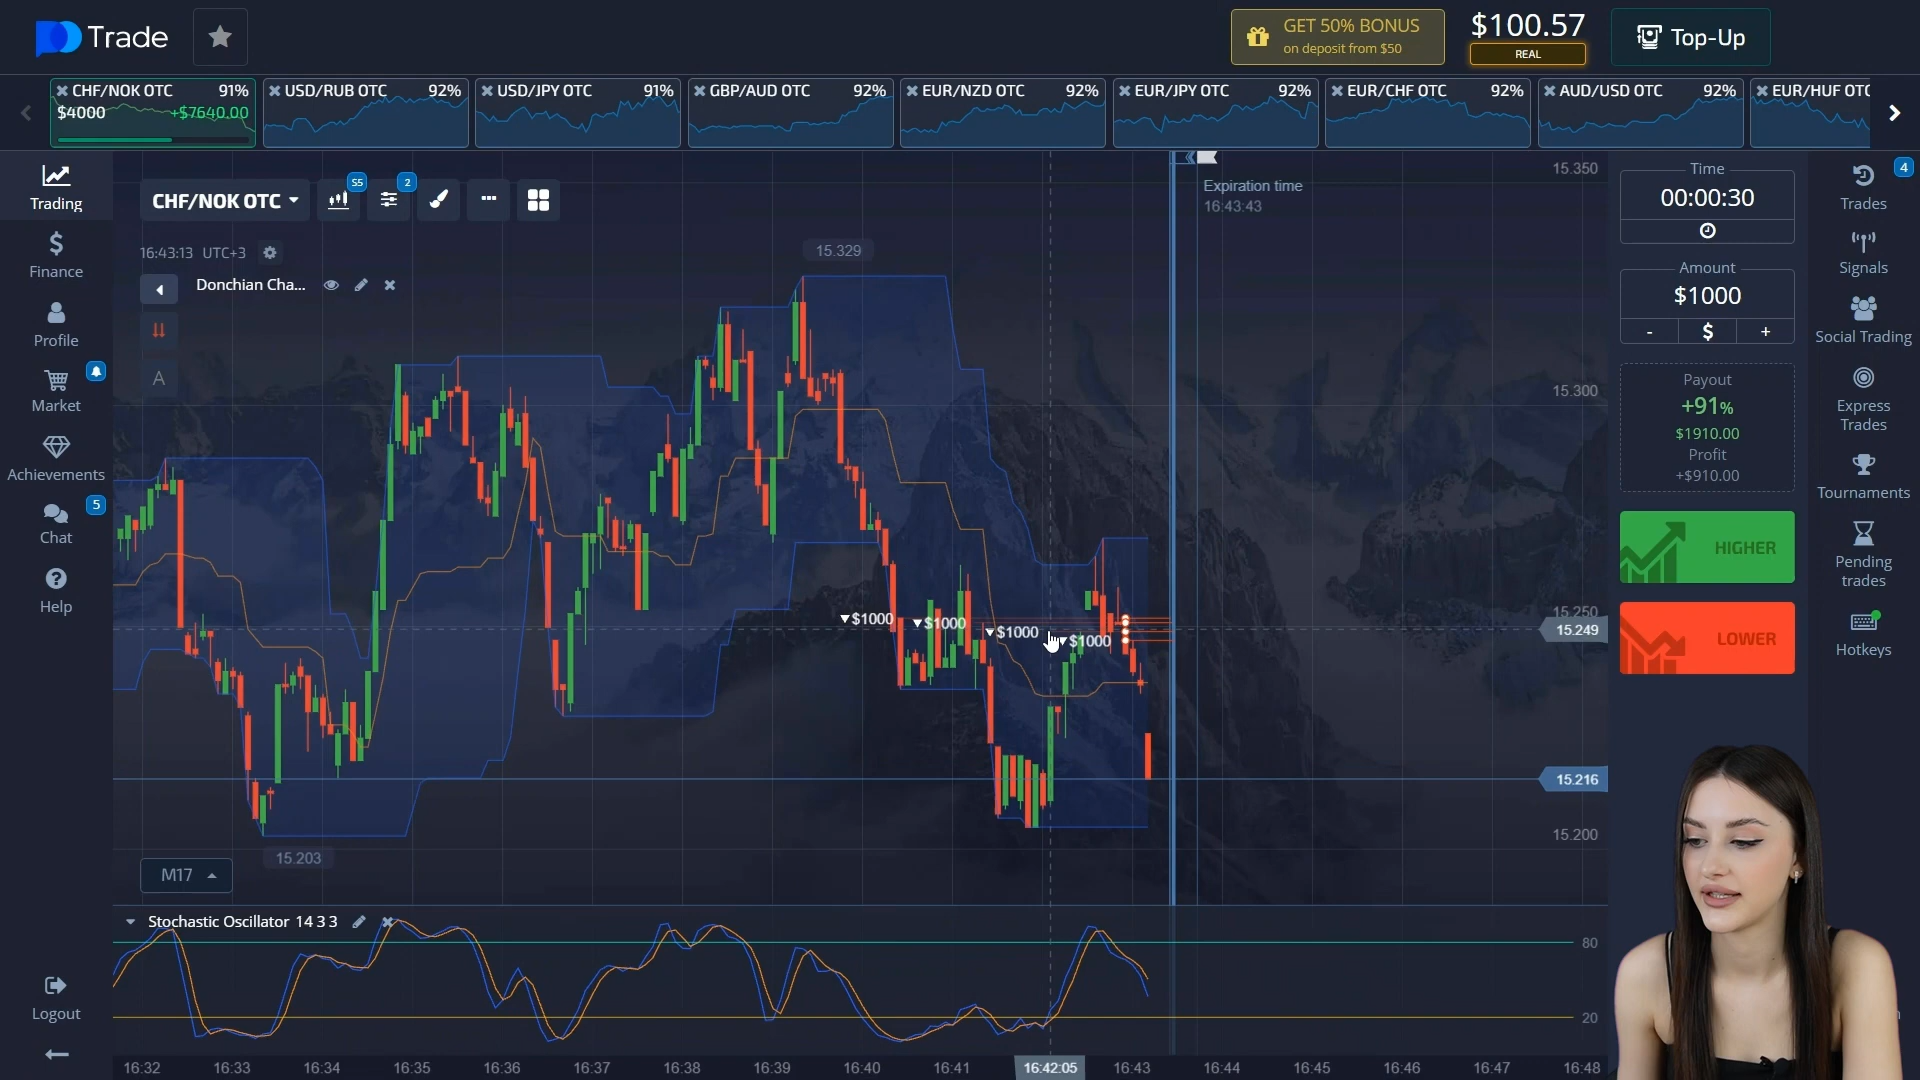 Trade
GET 50% BONUS
on deposit from $50
$100.57
REAL
Top-Up
CHF/NOK OTC 91%
$4000 +$7640.00
USD/RUB OTC 92%
USD/JPY OTC 91%
GBP/AUD OTC 92%
EUR/NZD OTC 92%
EUR/JPY OTC 92%
EUR/CHF OTC 92%
AUD/USD OTC 92%
EUR/HUF OTC
Trading
Finance
Profile
Market
Achievements
5
Chat
Help
Logout
CHF/NOK OTC
S5
2
16:43:13 UTC+3
Donchian Cha...
A
Expiration time
16:43:43
15.329
15.203
$1000
$1000
$1000
$1000
15.350
15.300
15.250
15.249
15.216
15.200
M17
Stochastic Oscillator 14 3 3
80
20
16:32
16:33
16:34
16:35
16:36
16:37
16:38
16:39
16:40
16:41
16:42:05
16:43
16:44
16:45
16:46
16:47
16:48
Time
00:00:30
Amount
$1000
- $ +
Payout
+91%
$1910.00
Profit
+$910.00
HIGHER
LOWER
4
Trades
Signals
Social Trading
Express
Trades
Tournaments
Pending
trades
Hotkeys